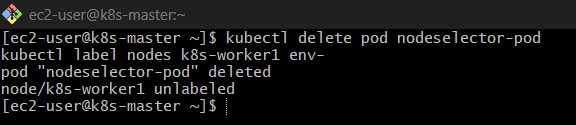 ec2-user@k8s-master:~
[ec2-user@k8s-master ~]$ kubectl delete pod nodeselector-pod
kubectl label nodes k8s-worker1 env-
pod "nodeselector-pod" deleted
node/k8s-worker1 unlabeled
[ec2-user@k8s-master ~]$